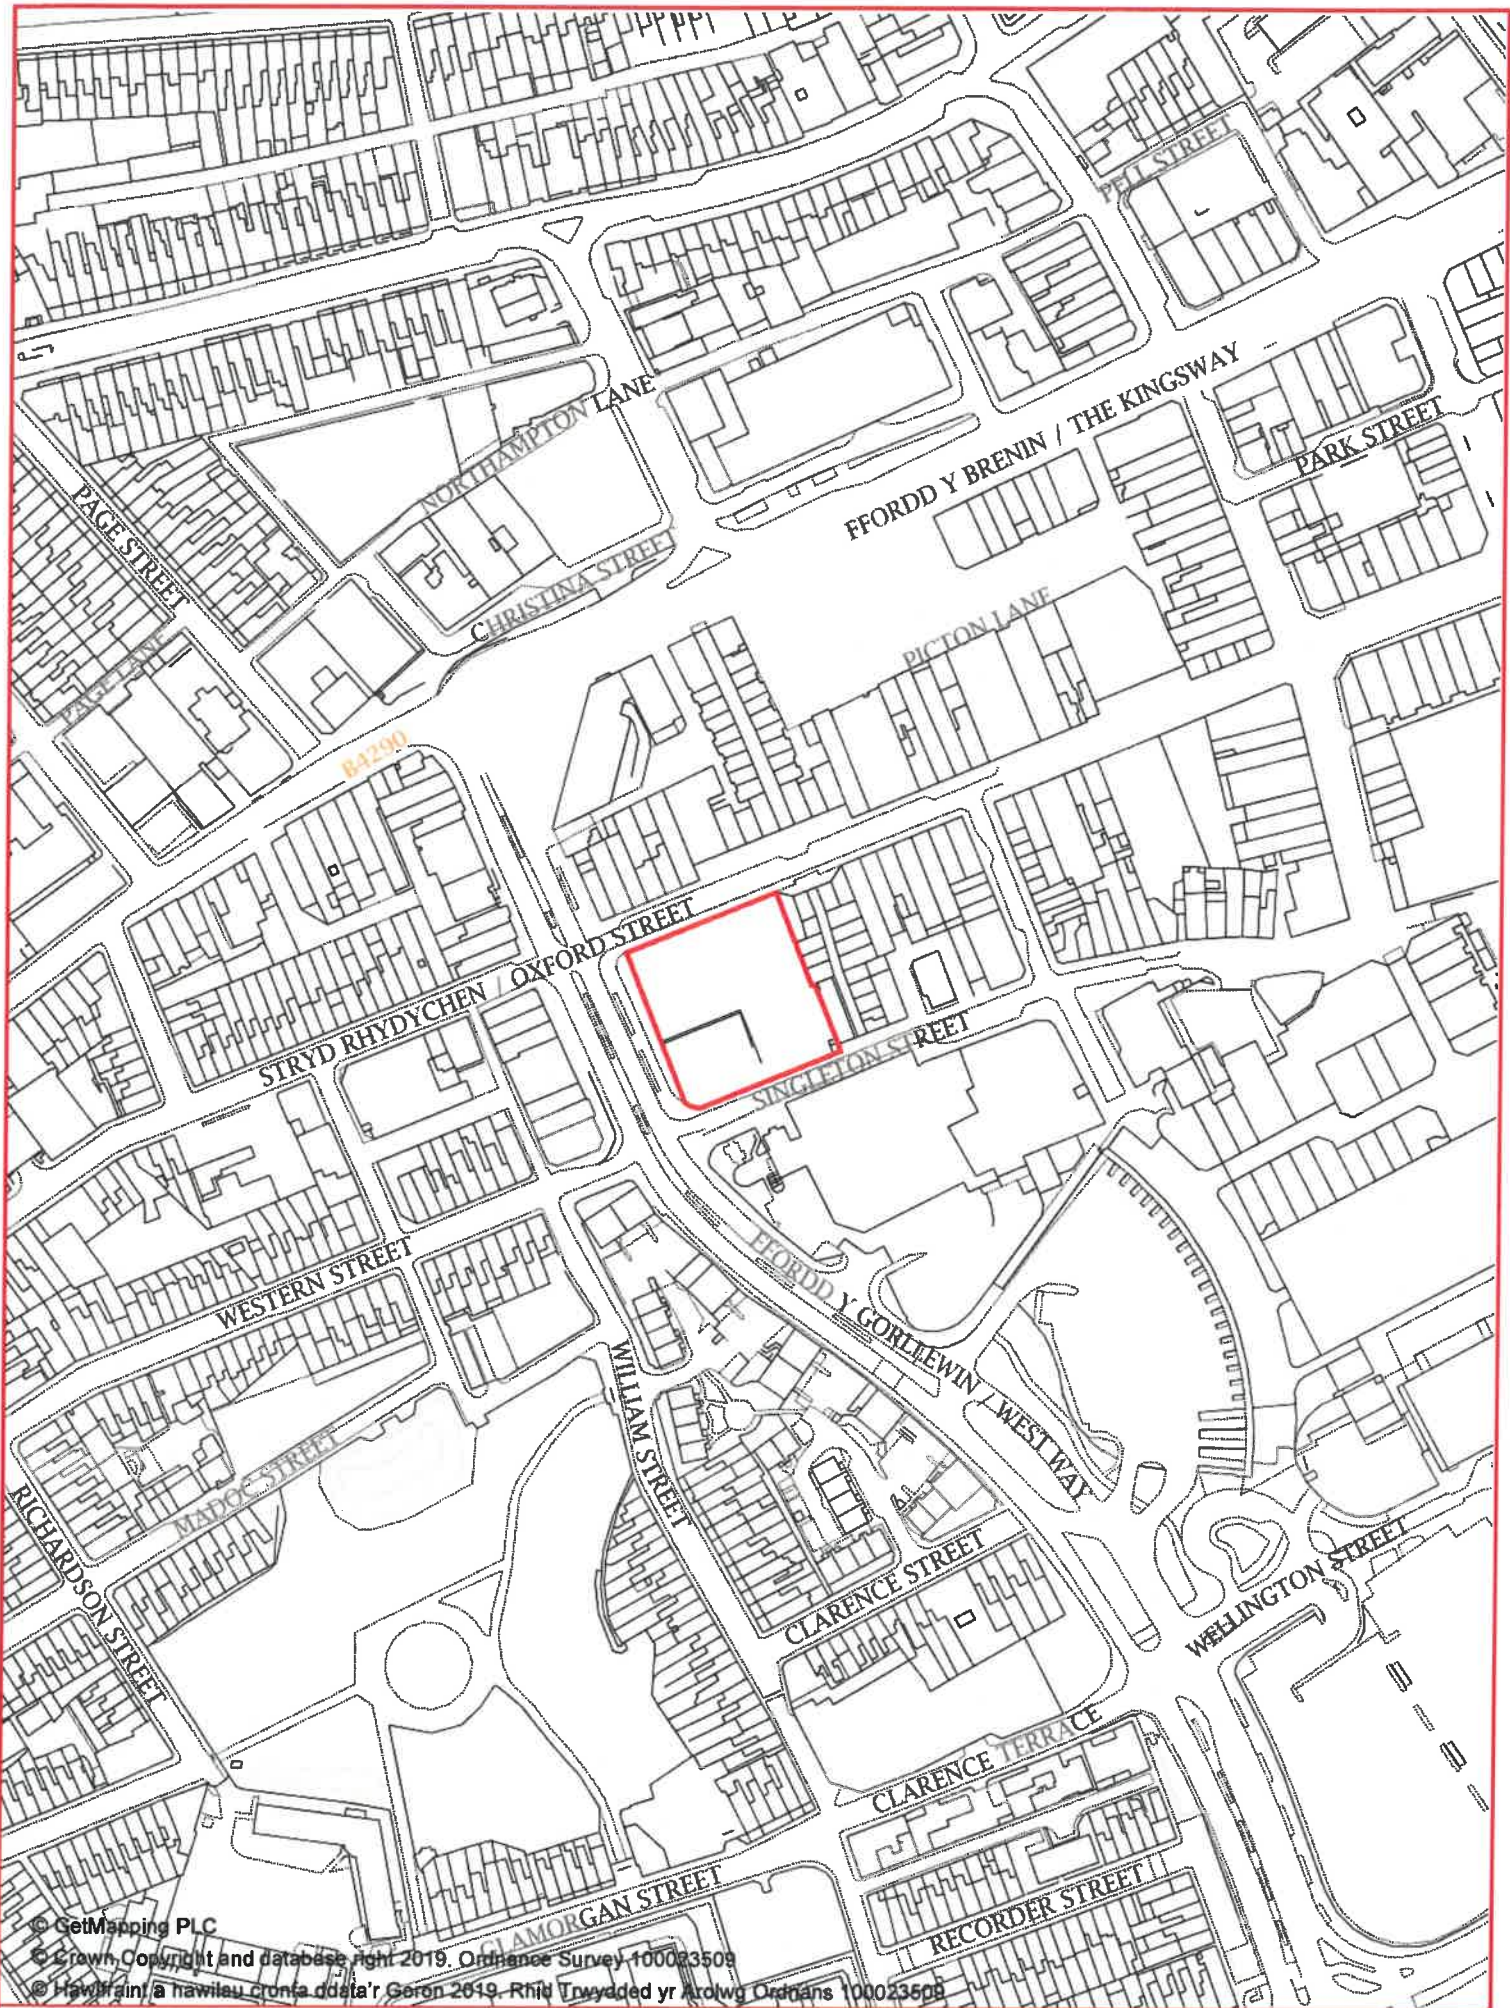 PELL STREET
NORTHAMPTON LANE
FFORDD Y BRENIN / THE KINGSWAY
PARK STREET
PAGE STREET
CHRISTINA STREET
PICTON LANE
PAGE LANE
B4290
STRYD RHYDYCHEN / OXFORD STREET
SINGLETON STREET
WESTERN STREET
FFORDD Y GORLLEWIN / WEST WAY
WILLIAM STREET
MADOC STREET
RICHARDSON STREET
CLARENCE STREET
WELLINGTON STREET
CLARENCE TERRACE
GLAMORGAN STREET
RECORDER STREET
© GetMapping PLC
© Crown Copyright and database right 2019. Ordnance Survey 100023509
© Hawlfraint a hawliau cronfa ddata'r Goron 2019. Rhid Trwydded yr Arolwg Ordnans 100023509